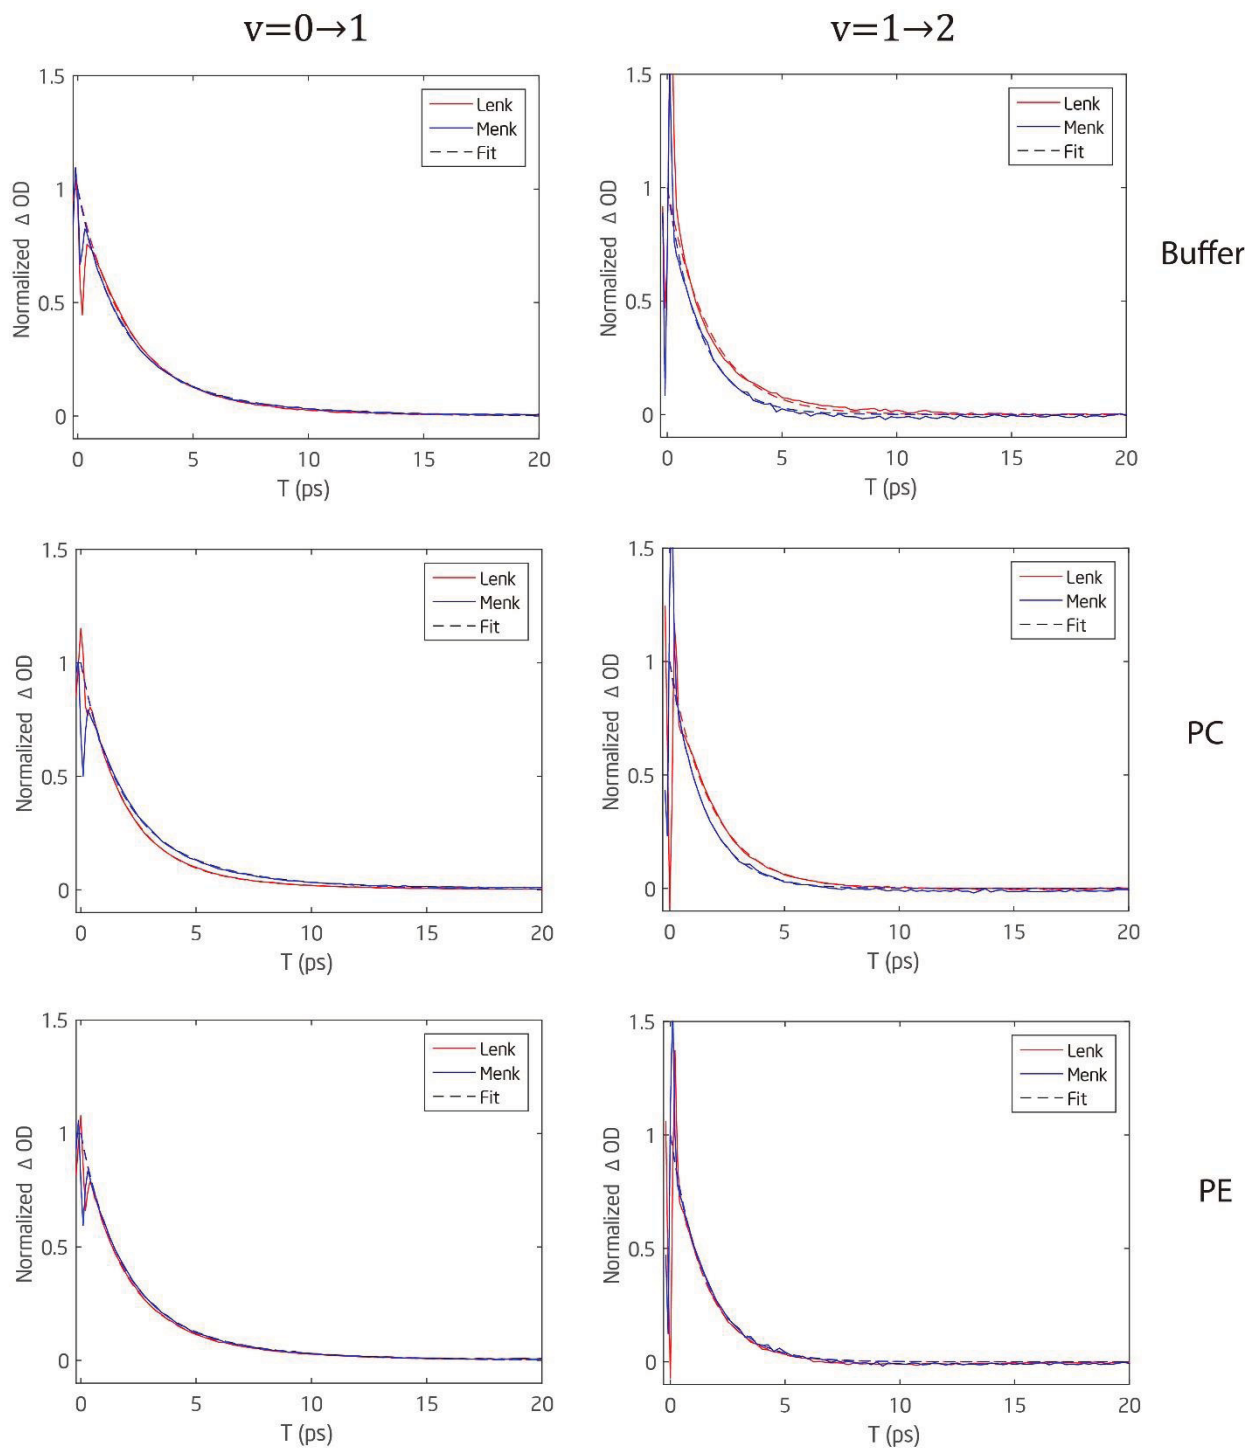 v=0→1
v=1→2
1.5
1
0.5
0
Normalized Δ OD
0 5 10 15 20
T (ps)
Lenk
Menk
Fit
1.5
1
0.5
0
Normalized Δ OD
0 5 10 15 20
T (ps)
Lenk
Menk
Fit
Buffer
1.5
1
0.5
0
Normalized Δ OD
0 5 10 15 20
T (ps)
Lenk
Menk
Fit
1.5
1
0.5
0
Normalized Δ OD
0 5 10 15 20
T (ps)
Lenk
Menk
Fit
PC
1.5
1
0.5
0
Normalized Δ OD
0 5 10 15 20
T (ps)
Lenk
Menk
Fit
1.5
1
0.5
0
Normalized Δ OD
0 5 10 15 20
T (ps)
Lenk
Menk
Fit
PE